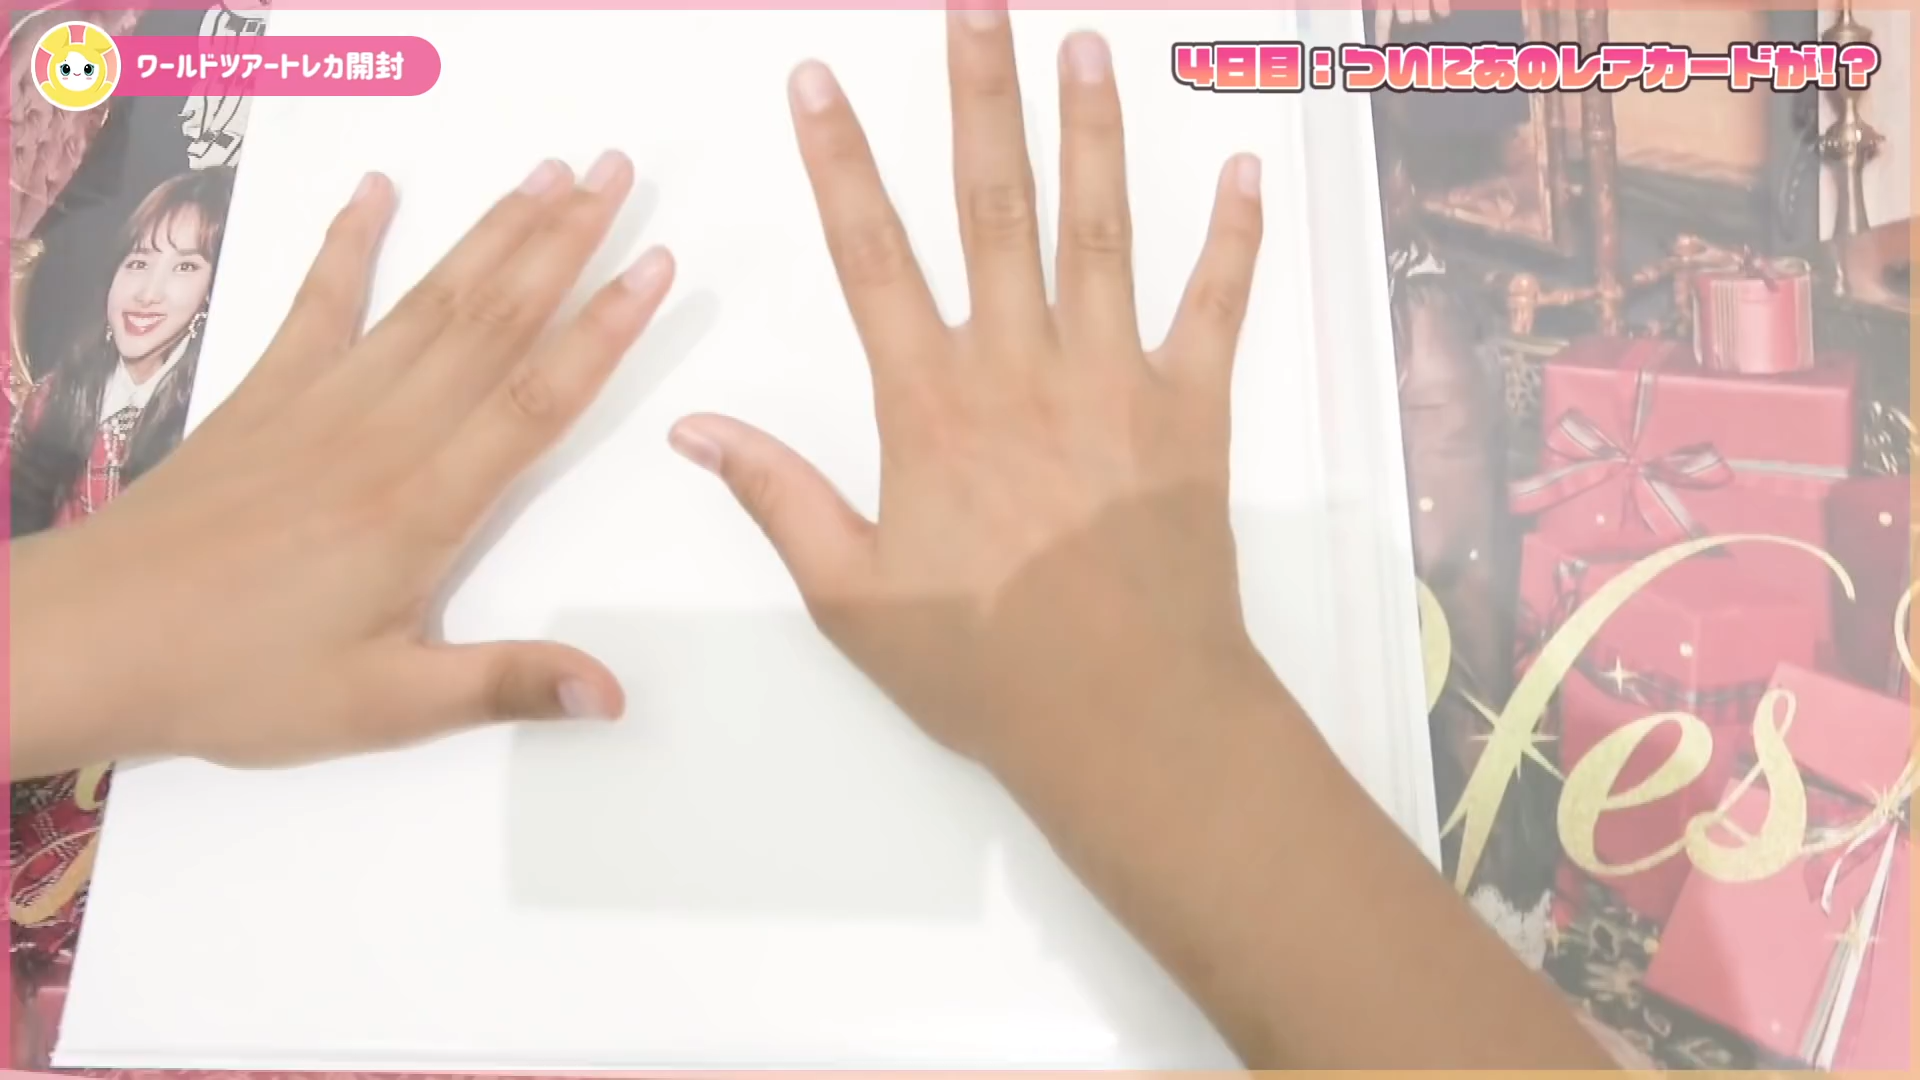 ワールドツアートレカ開封
4日目：ついにあのレアカードが!？
Yes